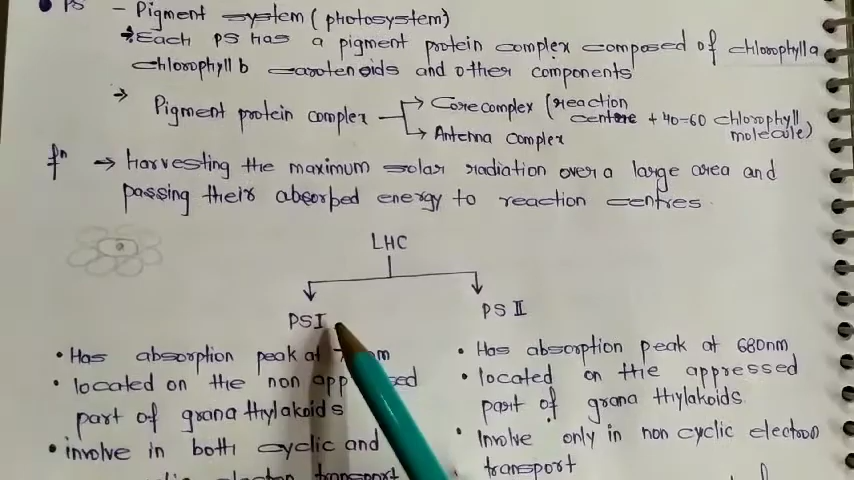 PS - Pigment system (photosystem)
→ Each PS has a pigment protein complex composed of chlorophyll a
chlorophyll b carotenoids and other components
→ Pigment protein complex → Core complex (reaction
centre + 40-60 chlorophyll
molecule)
→ Antenna complex
fⁿ → Harvesting the maximum solar radiation over a large area and
passing their absorbed energy to reaction centres.
LHC
PSI
• Has absorption peak at
• located on the non
part of grana thylakoids
• involve in both cyclic and
electron transport
PS II
• Has absorption peak at 680nm
• located on the appressed
part of grana thylakoids.
• Involve only in non cyclic electron
transport